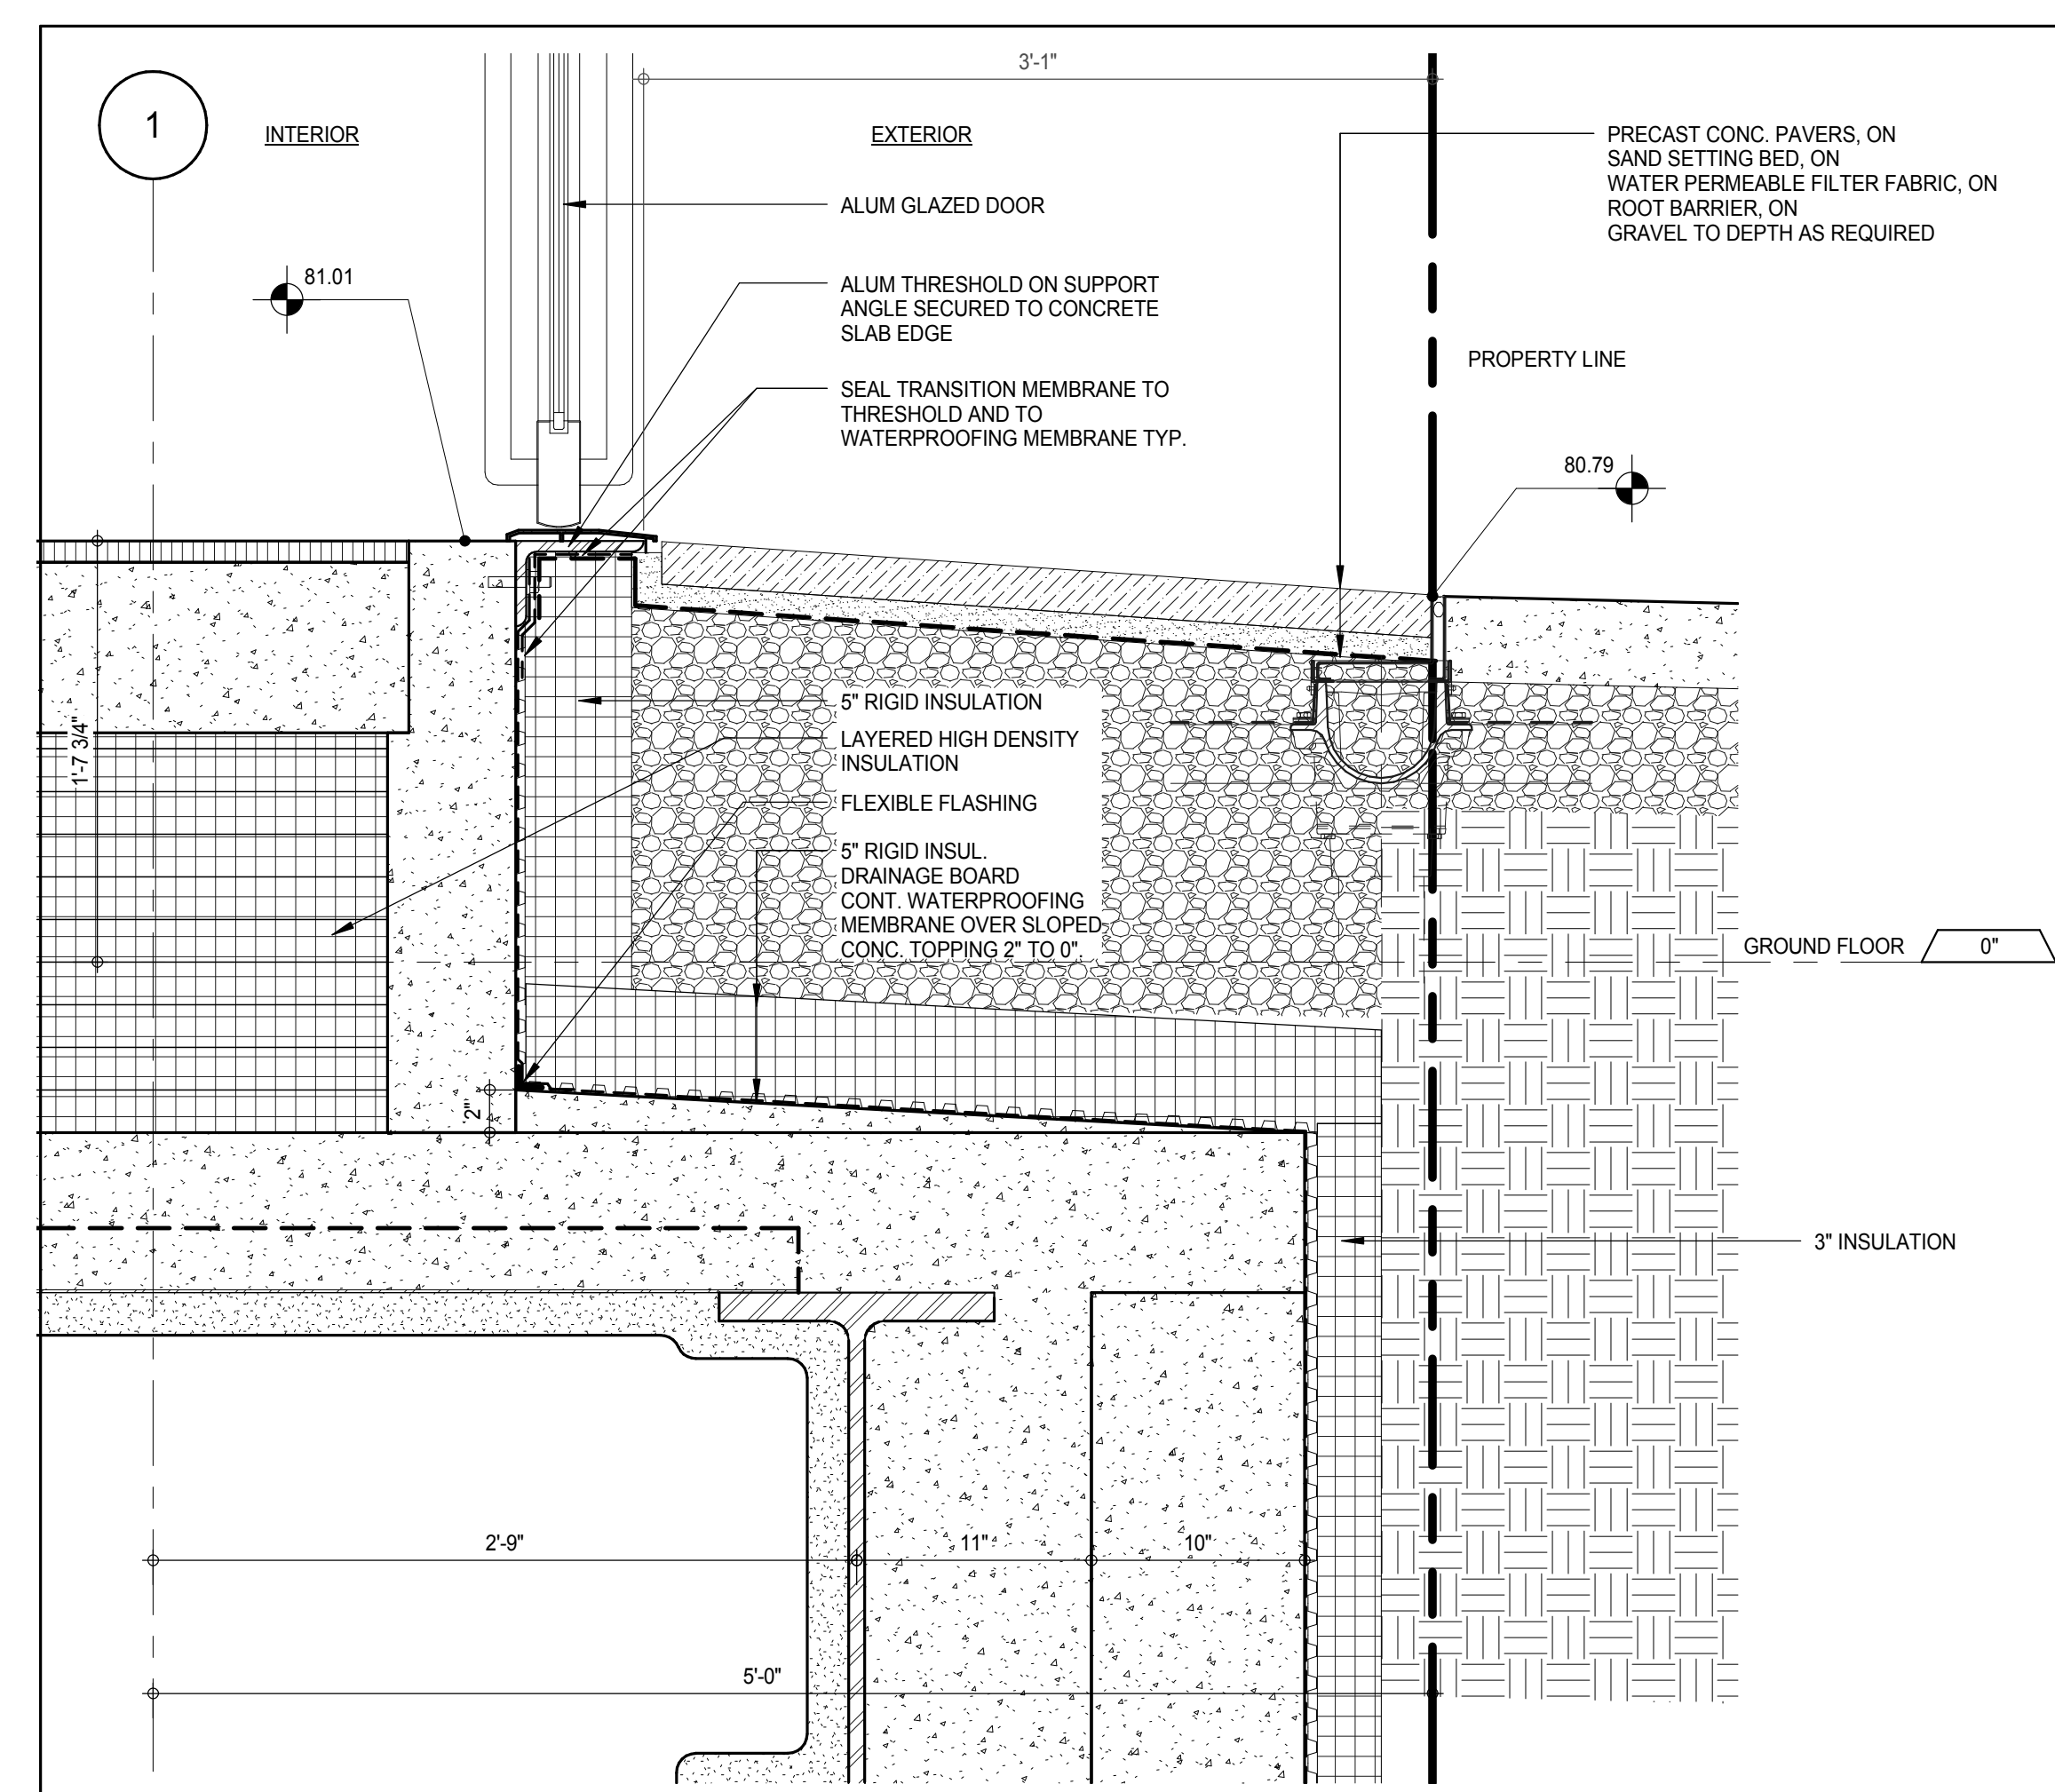 3'-1"
1
INTERIOR
EXTERIOR
PRECAST CONC. PAVERS, ON
SAND SETTING BED, ON
WATER PERMEABLE FILTER FABRIC, ON
ROOT BARRIER, ON
GRAVEL TO DEPTH AS REQUIRED
ALUM GLAZED DOOR
81.01
ALUM THRESHOLD ON SUPPORT
ANGLE SECURED TO CONCRETE
SLAB EDGE
PROPERTY LINE
SEAL TRANSITION MEMBRANE TO
THRESHOLD AND TO
WATERPROOFING MEMBRANE TYP.
80.79
5" RIGID INSULATION
LAYERED HIGH DENSITY
INSULATION
1'-7 3/4"
FLEXIBLE FLASHING
5" RIGID INSUL.
DRAINAGE BOARD
CONT. WATERPROOFING
MEMBRANE OVER SLOPED
CONC. TOPPING 2" TO 0".
GROUND FLOOR
0"
2"
3" INSULATION
2'-9"
11"
10"
5'-0"